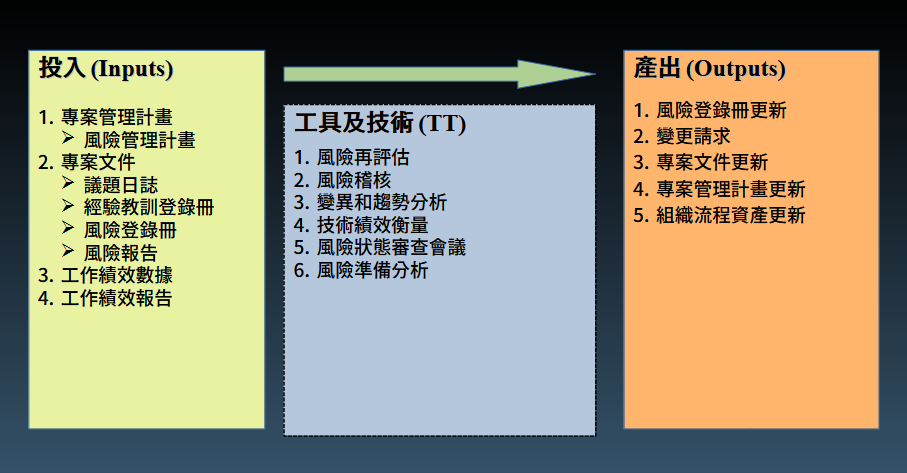 投入 (Inputs)
1. 專案管理計畫
➢ 風險管理計畫
2. 專案文件
➢ 議題日誌
➢ 經驗教訓登錄冊
➢ 風險登錄冊
➢ 風險報告
3. 工作績效數據
4. 工作績效報告
工具及技術 (TT)
1. 風險再評估
2. 風險稽核
3. 變異和趨勢分析
4. 技術績效衡量
5. 風險狀態審查會議
6. 風險準備分析
產出 (Outputs)
1. 風險登錄冊更新
2. 變更請求
3. 專案文件更新
4. 專案管理計畫更新
5. 組織流程資產更新